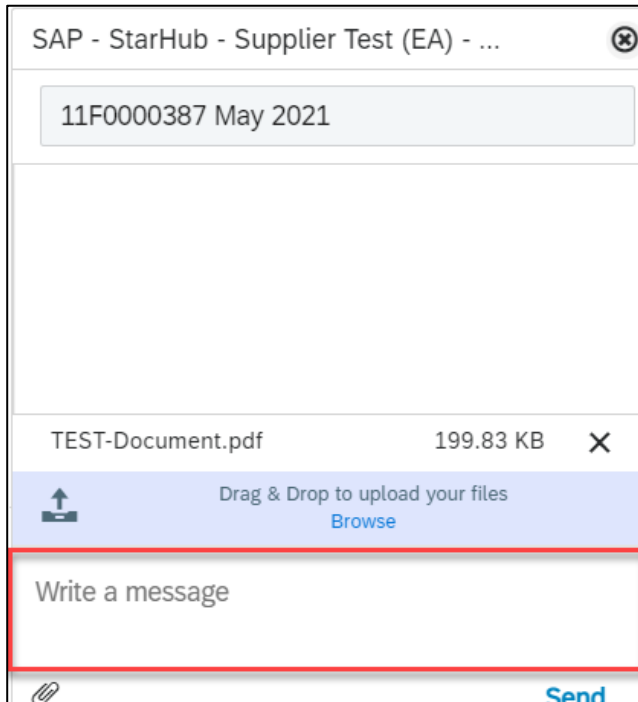 SAP - StarHub - Supplier Test (EA) - ...
11F0000387 May 2021
TEST-Document.pdf 199.83 KB
Drag & Drop to upload your files
Browse
Write a message
Send